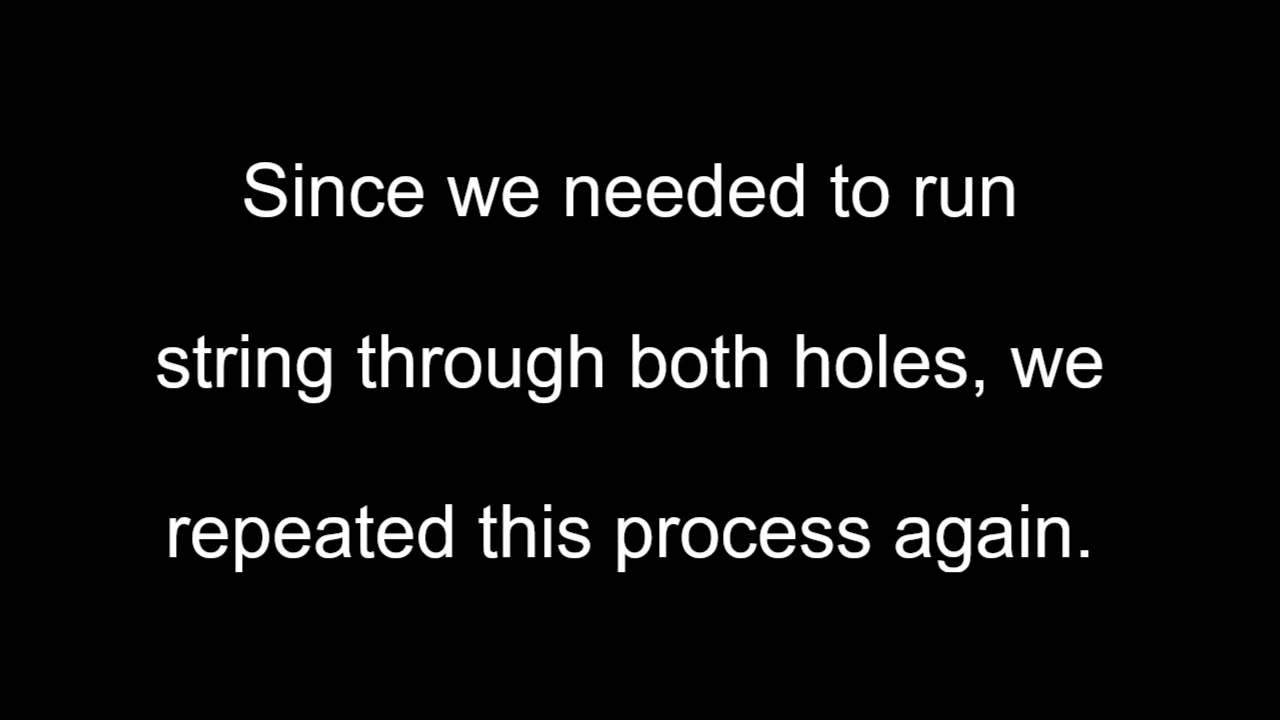 Since we needed to run
string through both holes, we
repeated this process again.